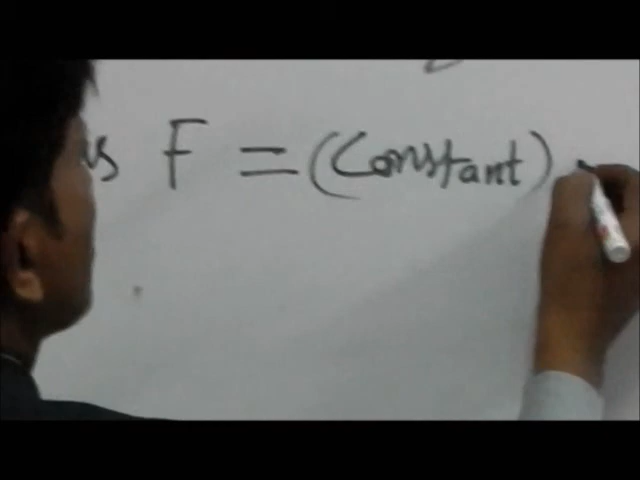 F = (Constant)